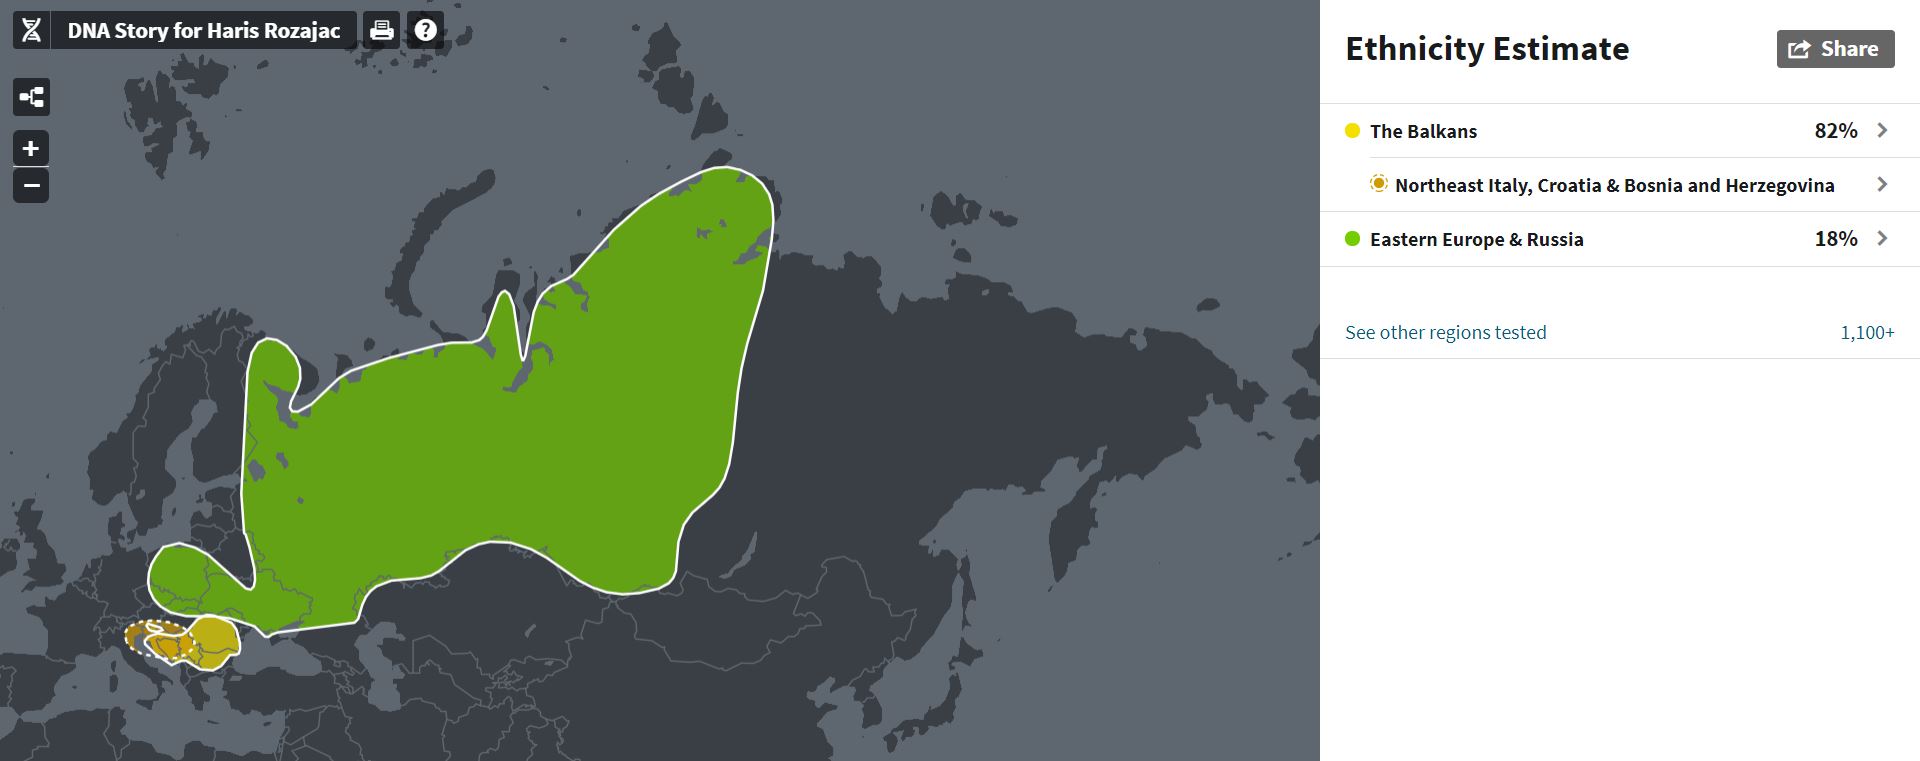 DNA Story for Haris Rozajac
?
+
−
Ethnicity Estimate
Share
The Balkans 82%
Northeast Italy, Croatia & Bosnia and Herzegovina
Eastern Europe & Russia 18%
See other regions tested 1,100+